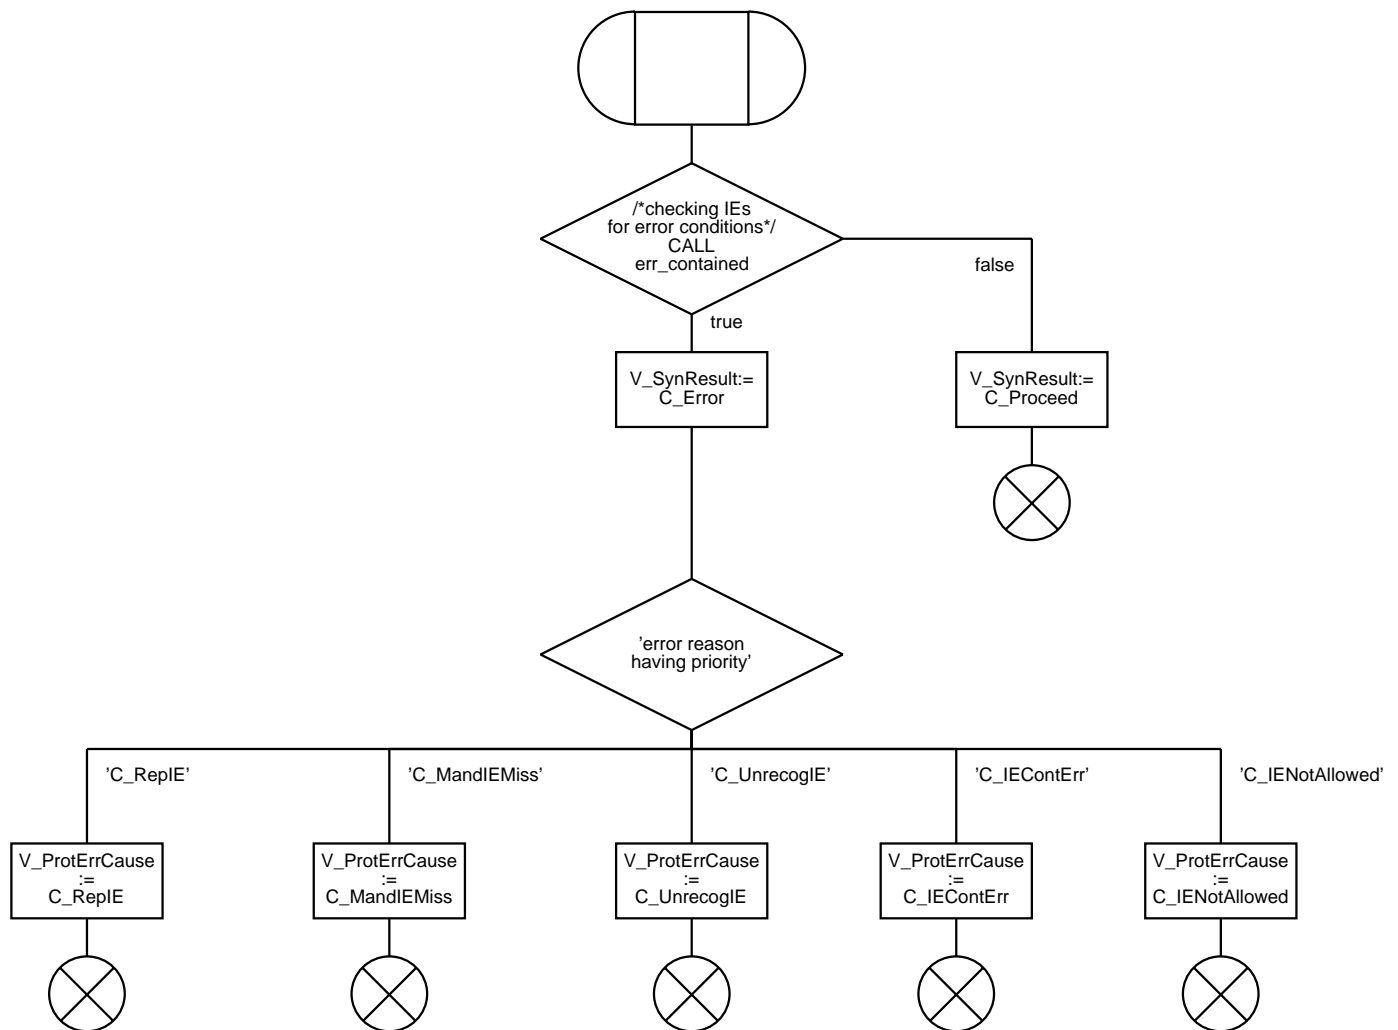 /*checking IEs
for error conditions*/
CALL
err_contained
false
true
V_SynResult:=
C_Error
V_SynResult:=
C_Proceed
’error reason
having priority’
’C_RepIE’
’C_MandIEMiss’
’C_UnrecogIE’
’C_IEContErr’
’C_IENotAllowed’
V_ProtErrCause
:=
C_RepIE
V_ProtErrCause
:=
C_MandIEMiss
V_ProtErrCause
:=
C_UnrecogIE
V_ProtErrCause
:=
C_IEContErr
V_ProtErrCause
:=
C_IENotAllowed